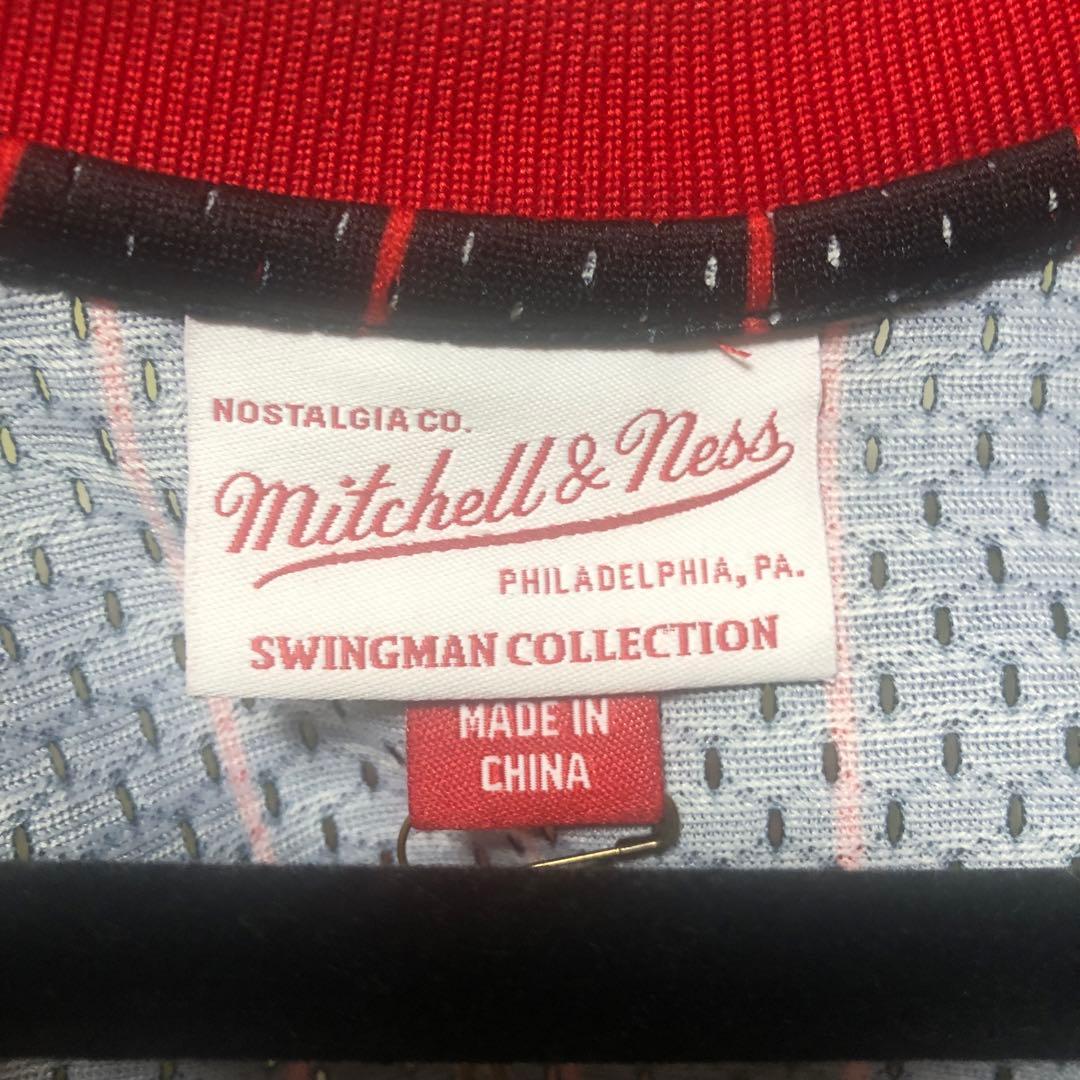 NOSTALGIA CO.
Mitchell & Ness
PHILADELPHIA, PA.
SWINGMAN COLLECTION
MADE IN
CHINA